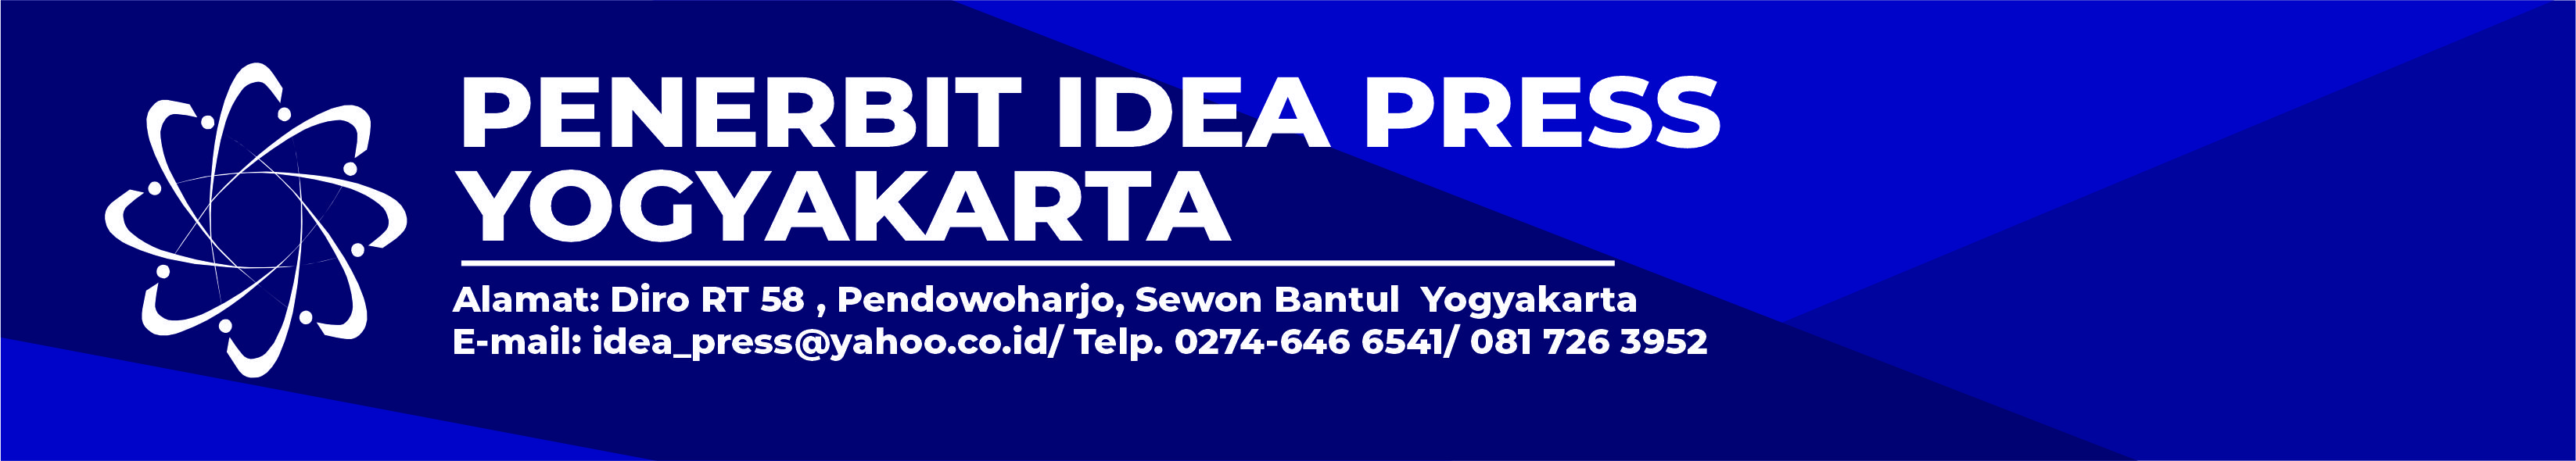 PENERBIT IDEA PRESS
YOGYAKARTA
Alamat: Diro RT 58 , Pendowoharjo, Sewon Bantul  Yogyakarta
E-mail: idea_press@yahoo.co.id/ Telp. 0274-646 6541/ 081 726 3952